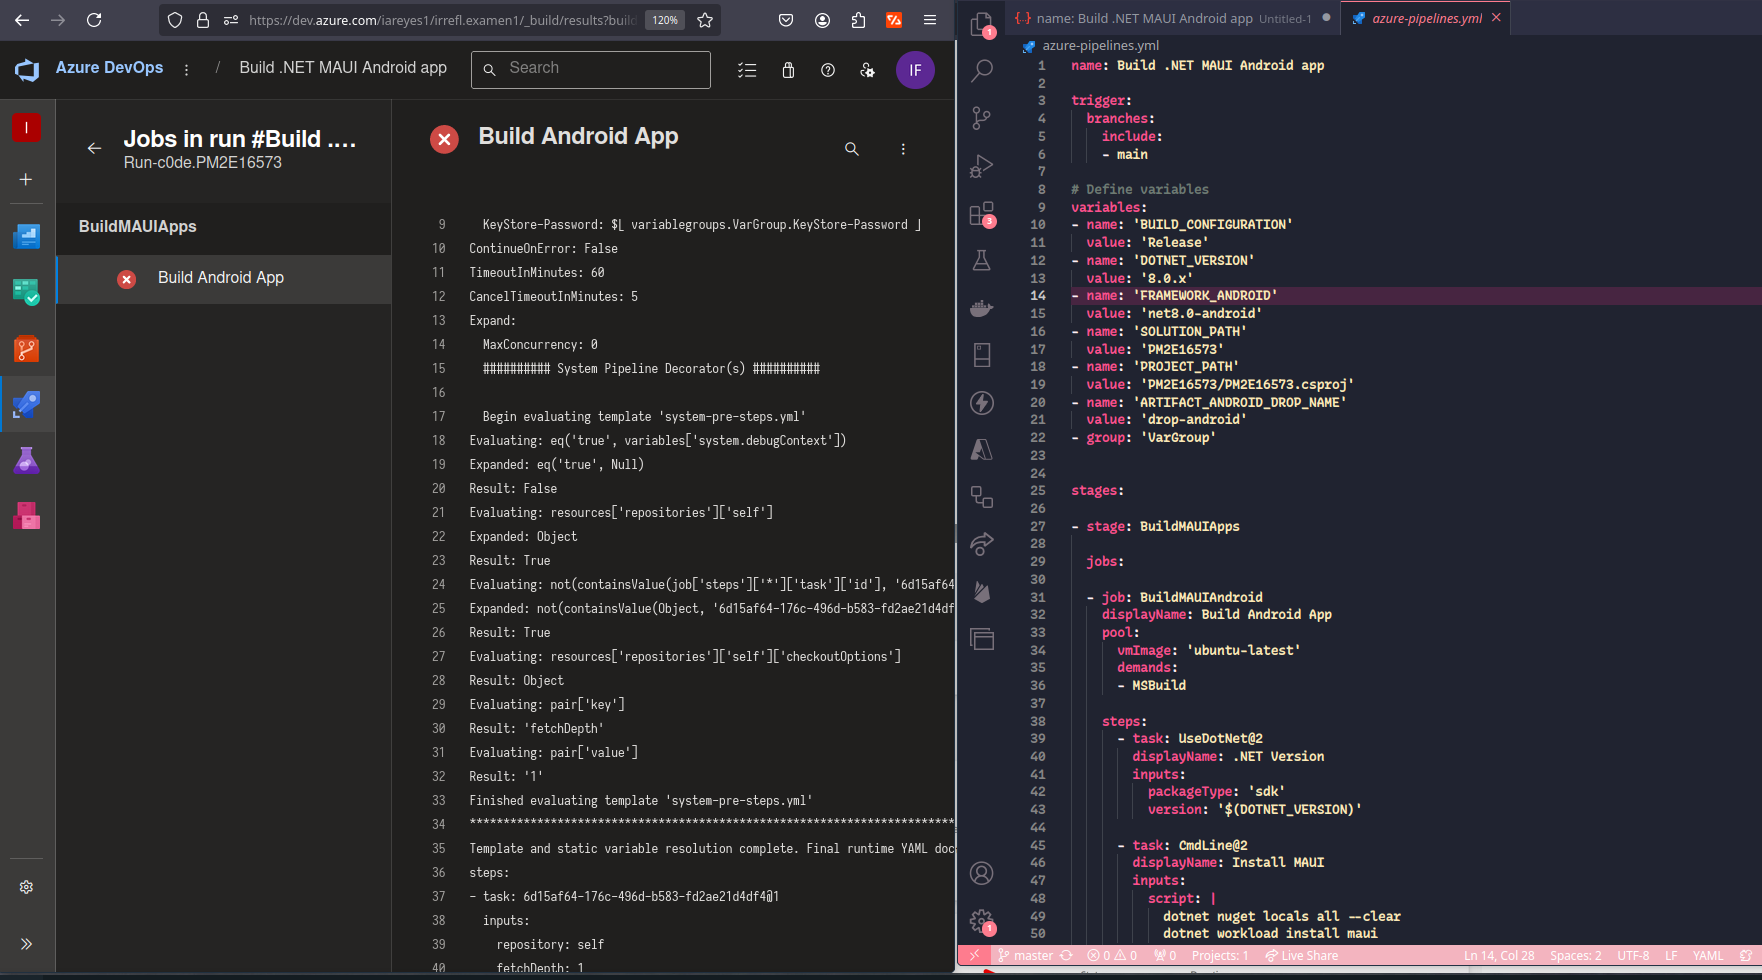 https://dev.azure.com/iareyes1/irrefl.examen1/_build/results?build
120%
Azure DevOps
/
Build .NET MAUI Android app
Search
IF
I
Jobs in run #Build ....
Run-c0de.PM2E16573
BuildMAUIApps
Build Android App
Build Android App
9 KeyStore-Password: $[ variablegroups.VarGroup.KeyStore-Password ]
10 ContinueOnError: False
11 TimeoutInMinutes: 60
12 CancelTimeoutInMinutes: 5
13 Expand:
14 MaxConcurrency: 0
15 ########## System Pipeline Decorator(s) ##########
16
17 Begin evaluating template 'system-pre-steps.yml'
18 Evaluating: eq('true', variables['system.debugContext'])
19 Expanded: eq('true', Null)
20 Result: False
21 Evaluating: resources['repositories']['self']
22 Expanded: Object
23 Result: True
24 Evaluating: not(containsValue(job['steps']['*']['task']['id'], '6d15af64
25 Expanded: not(containsValue(Object, '6d15af64-176c-496d-b583-fd2ae21d4df
26 Result: True
27 Evaluating: resources['repositories']['self']['checkoutOptions']
28 Result: Object
29 Evaluating: pair['key']
30 Result: 'fetchDepth'
31 Evaluating: pair['value']
32 Result: '1'
33 Finished evaluating template 'system-pre-steps.yml'
34 ************************************************************************
35 Template and static variable resolution complete. Final runtime YAML doc
36 steps:
37 - task: 6d15af64-176c-496d-b583-fd2ae21d4df4@1
38 inputs:
39 repository: self
40 fetchDepth: 1
name: Build .NET MAUI Android app Untitled-1
azure-pipelines.yml
azure-pipelines.yml
1 name: Build .NET MAUI Android app
2
3 trigger:
4 branches:
5 include:
6 - main
7
8 # Define variables
9 variables:
10 - name: 'BUILD_CONFIGURATION'
11 value: 'Release'
12 - name: 'DOTNET_VERSION'
13 value: '8.0.x'
14 - name: 'FRAMEWORK_ANDROID'
15 value: 'net8.0-android'
16 - name: 'SOLUTION_PATH'
17 value: 'PM2E16573'
18 - name: 'PROJECT_PATH'
19 value: 'PM2E16573/PM2E16573.csproj'
20 - name: 'ARTIFACT_ANDROID_DROP_NAME'
21 value: 'drop-android'
22 - group: 'VarGroup'
23
24
25 stages:
26
27 - stage: BuildMAUIApps
28
29 jobs:
30
31 - job: BuildMAUIAndroid
32 displayName: Build Android App
33 pool:
34 vmImage: 'ubuntu-latest'
35 demands:
36 - MSBuild
37
38 steps:
39 - task: UseDotNet@2
40 displayName: .NET Version
41 inputs:
42 packageType: 'sdk'
43 version: '$(DOTNET_VERSION)'
44
45 - task: CmdLine@2
46 displayName: Install MAUI
47 inputs:
48 script: |
49 dotnet nuget locals all --clear
50 dotnet workload install maui
1
3
1
master 0 0 0 Projects: 1 Live Share Ln 14, Col 28 Spaces: 2 UTF-8 LF YAML